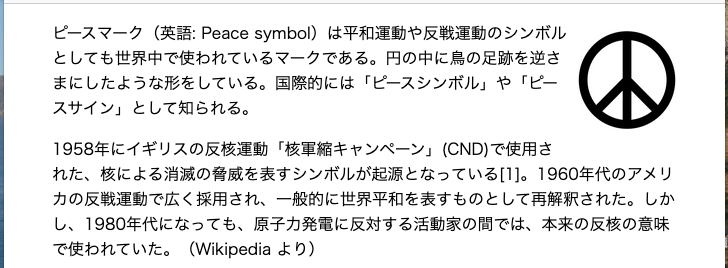 ピースマーク（英語: Peace symbol）は平和運動や反戦運動のシンボル
としても世界中で使われているマークである。円の中に鳥の足跡を逆さ
まにしたような形をしている。国際的には「ピースシンボル」や「ピー
スサイン」として知られる。
1958年にイギリスの反核運動「核軍縮キャンペーン」(CND)で使用さ
れた、核による消滅の脅威を表すシンボルが起源となっている[1]。1960年代のアメリ
カの反戦運動で広く採用され、一般的に世界平和を表すものとして再解釈された。しか
し、1980年代になっても、原子力発電に反対する活動家の間では、本来の反核の意味
で使われていた。（Wikipedia より）